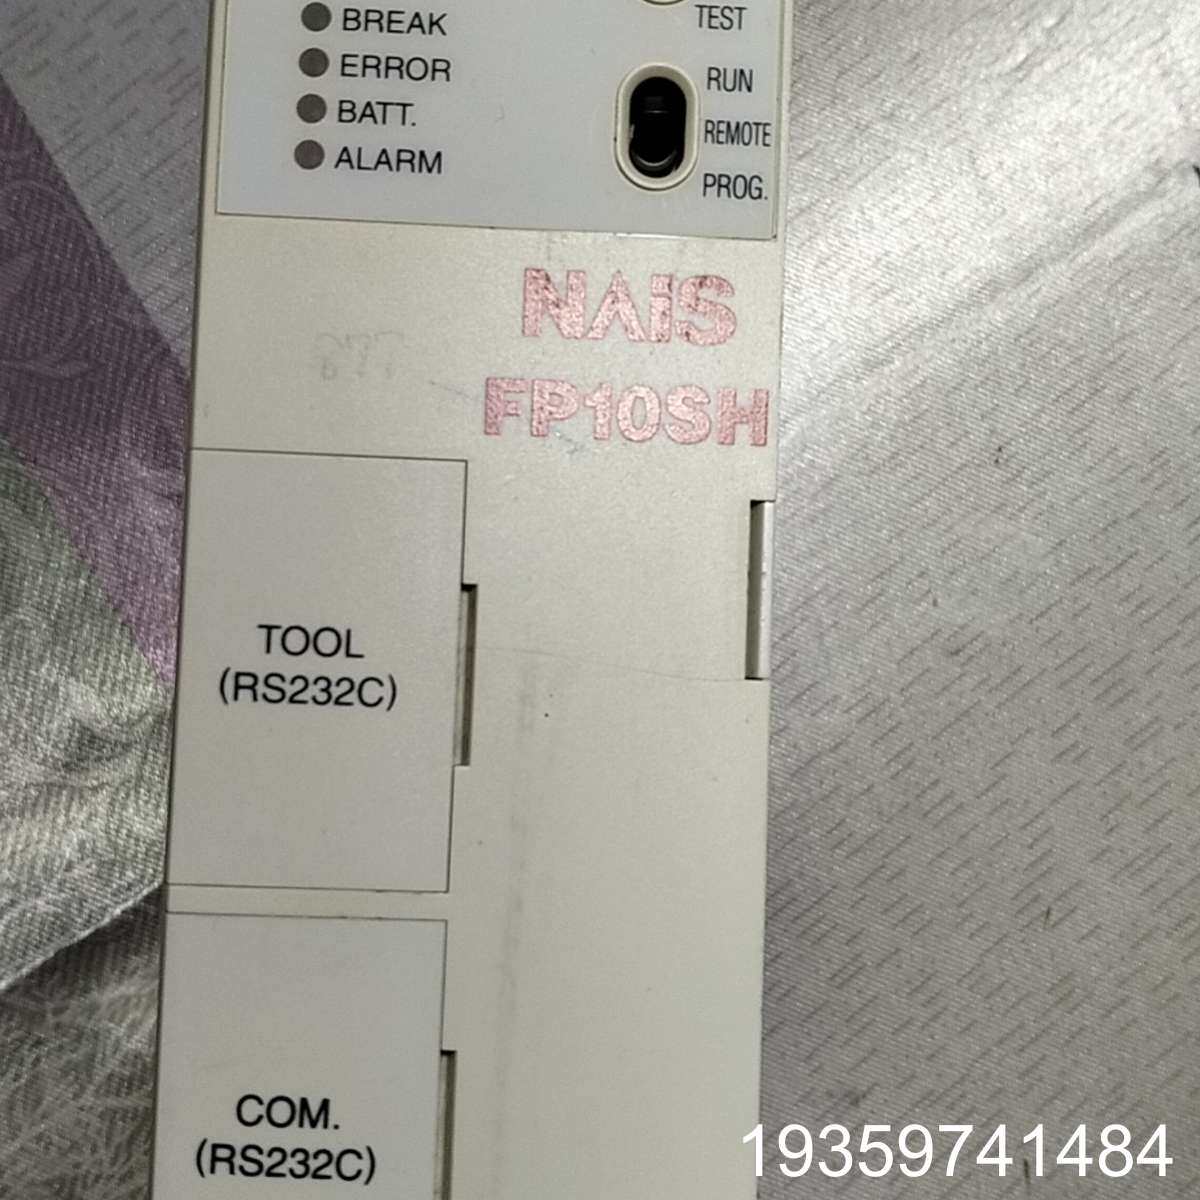 BREAK
ERROR
BATT.
ALARM
TEST
RUN
REMOTE
PROG.
NAiS
FP10SH
TOOL
(RS232C)
COM.
(RS232C)
19359741484